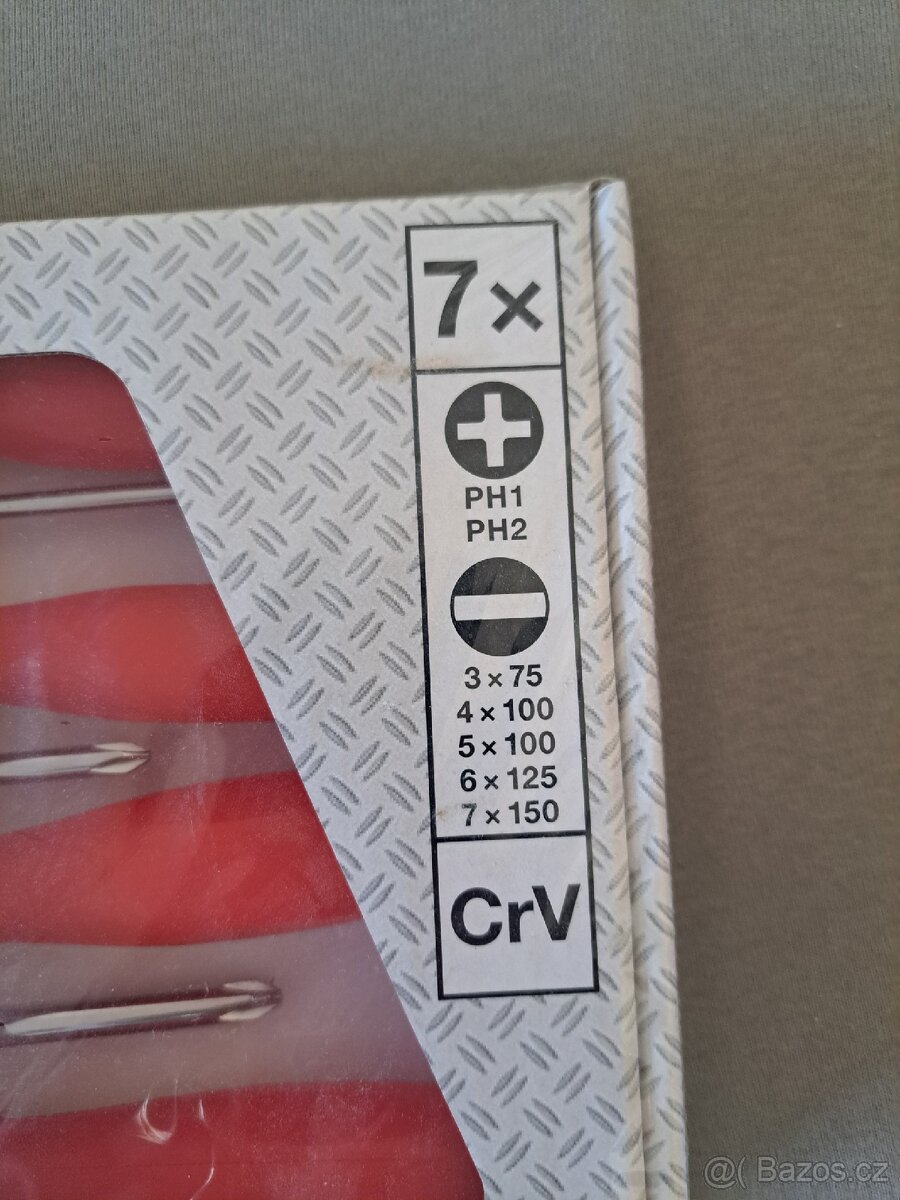 7×
PH1
PH2
3 × 75
4 × 100
5 × 100
6 × 125
7 × 150
CrV
@( Bazos.cz